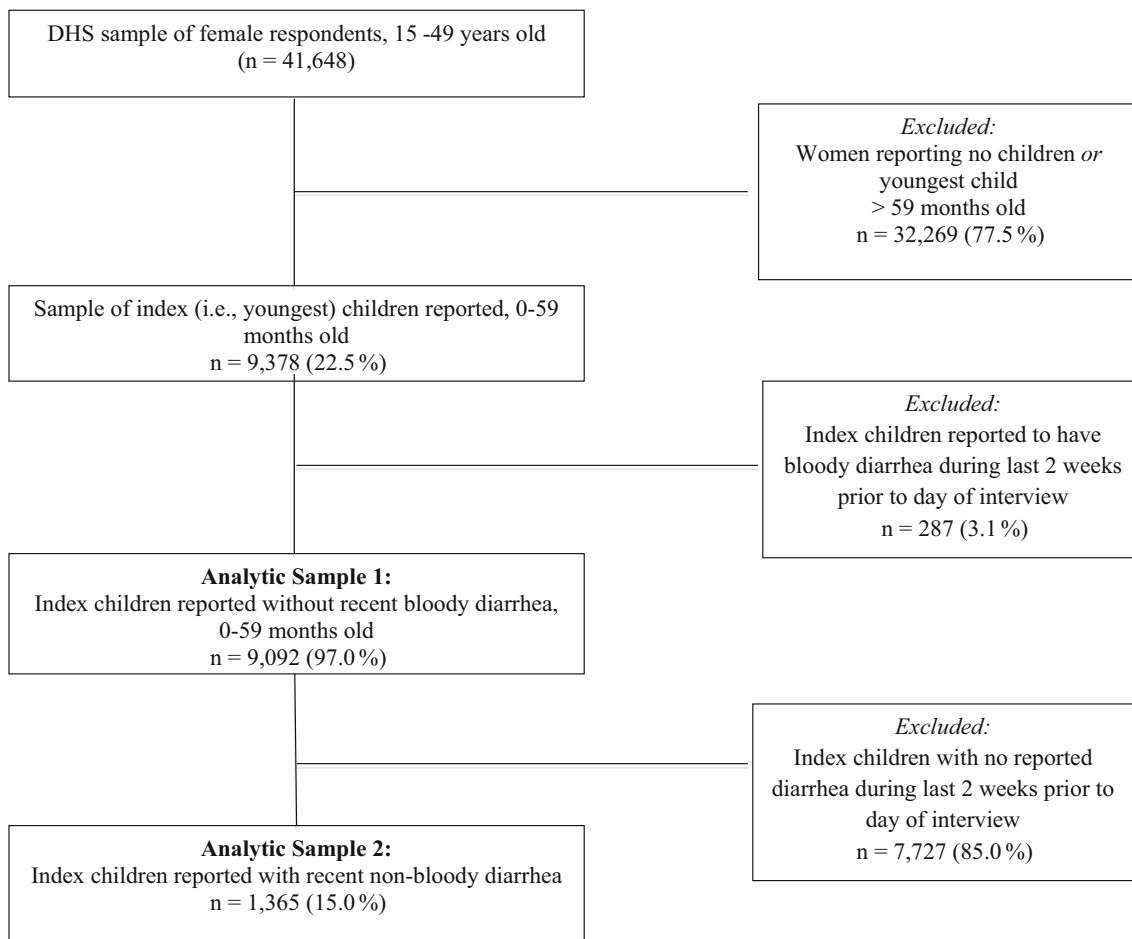 DHS sample of female respondents, 15 -49 years old
(n = 41,648)
Excluded:
Women reporting no children or
youngest child
> 59 months old
n = 32,269 (77.5 %)
Sample of index (i.e., youngest) children reported, 0-59
months old
n = 9,378 (22.5 %)
Excluded:
Index children reported to have
bloody diarrhea during last 2 weeks
prior to day of interview
n = 287 (3.1 %)
Analytic Sample 1:
Index children reported without recent bloody diarrhea,
0-59 months old
n = 9,092 (97.0 %)
Excluded:
Index children with no reported
diarrhea during last 2 weeks prior to
day of interview
n = 7,727 (85.0 %)
Analytic Sample 2:
Index children reported with recent non-bloody diarrhea
n = 1,365 (15.0 %)